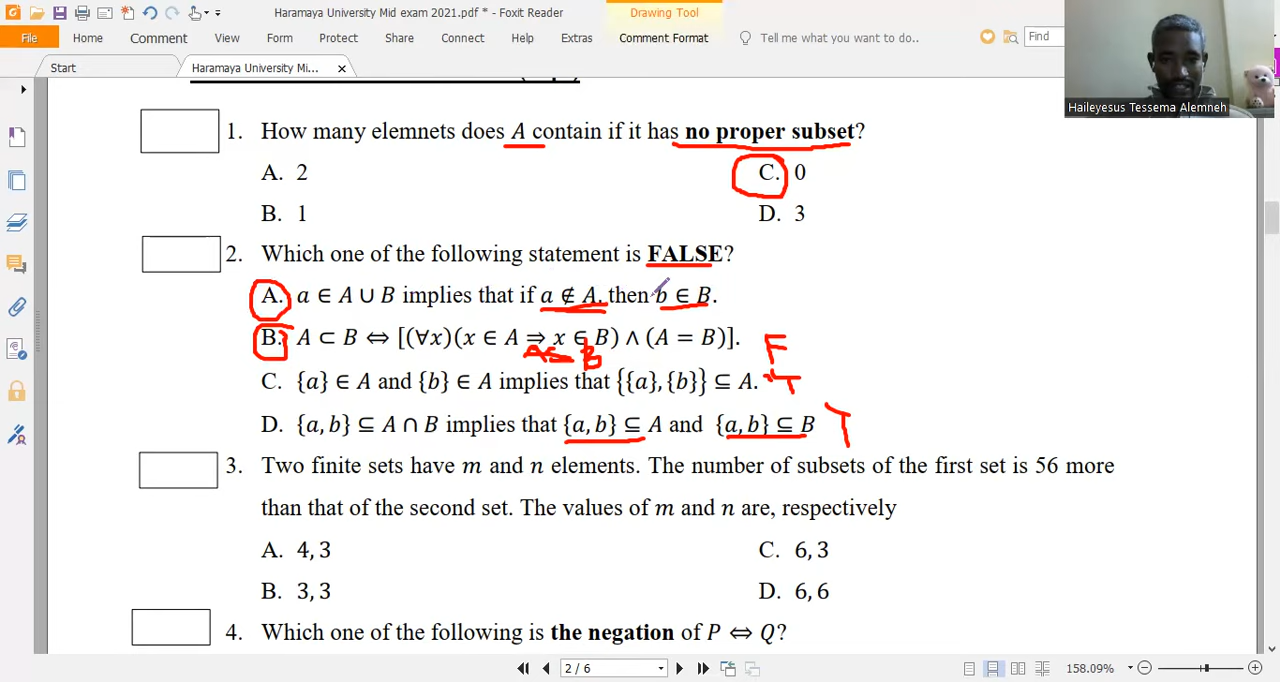 Haramaya University Mid exam 2021.pdf * - Foxit Reader
Drawing Tool
File Home Comment View Form Protect Share Connect Help Extras Comment Format Tell me what you want to do.. Find
Start Haramaya University Mi...
Haileyesus Tessema Alemneh
1. How many elemnets does A contain if it has no proper subset?
A. 2 C. 0
B. 1 D. 3
2. Which one of the following statement is FALSE?
A. a ∈ A ∪ B implies that if a ∉ A, then b ∈ B.
B. A ⊂ B ⇔ [(∀x)(x ∈ A ⇒ x ∈ B) ∧ (A = B)]. F
A ⊆ B
C. {a} ∈ A and {b} ∈ A implies that {{a}, {b}} ⊆ A. T
D. {a, b} ⊆ A ∩ B implies that {a, b} ⊆ A and {a, b} ⊆ B T
3. Two finite sets have m and n elements. The number of subsets of the first set is 56 more
than that of the second set. The values of m and n are, respectively
A. 4, 3 C. 6, 3
B. 3, 3 D. 6, 6
4. Which one of the following is the negation of P ⇔ Q?
2 / 6 158.09%